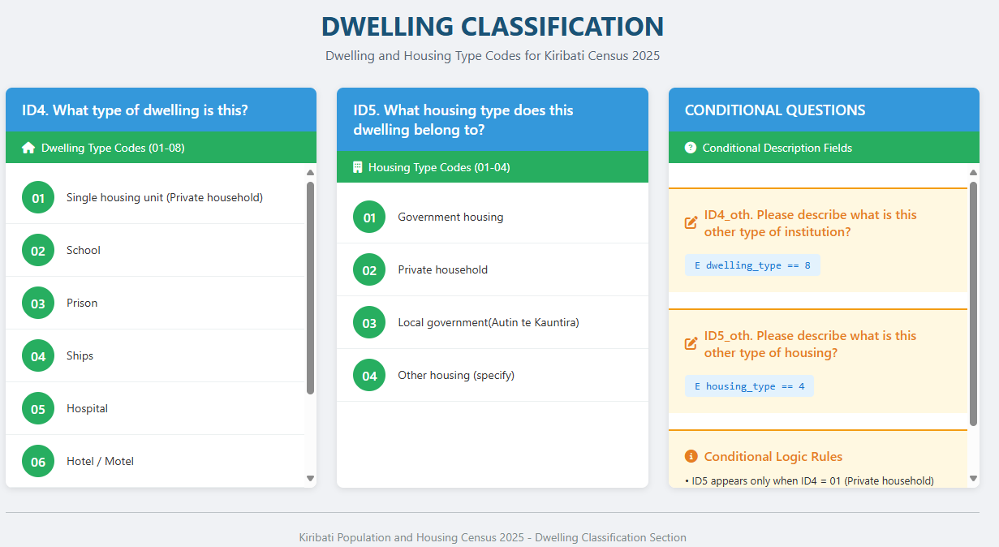 DWELLING CLASSIFICATION
Dwelling and Housing Type Codes for Kiribati Census 2025
ID4. What type of dwelling is this?
Dwelling Type Codes (01-08)
01 Single housing unit (Private household)
02 School
03 Prison
04 Ships
05 Hospital
06 Hotel / Motel
ID5. What housing type does this
dwelling belong to?
Housing Type Codes (01-04)
01 Government housing
02 Private household
03 Local government(Autin te Kauntira)
04 Other housing (specify)
CONDITIONAL QUESTIONS
Conditional Description Fields
ID4_oth. Please describe what is this
other type of institution?
E dwelling_type == 8
ID5_oth. Please describe what is this
other type of housing?
E housing_type == 4
Conditional Logic Rules
• ID5 appears only when ID4 = 01 (Private household)
Kiribati Population and Housing Census 2025 - Dwelling Classification Section